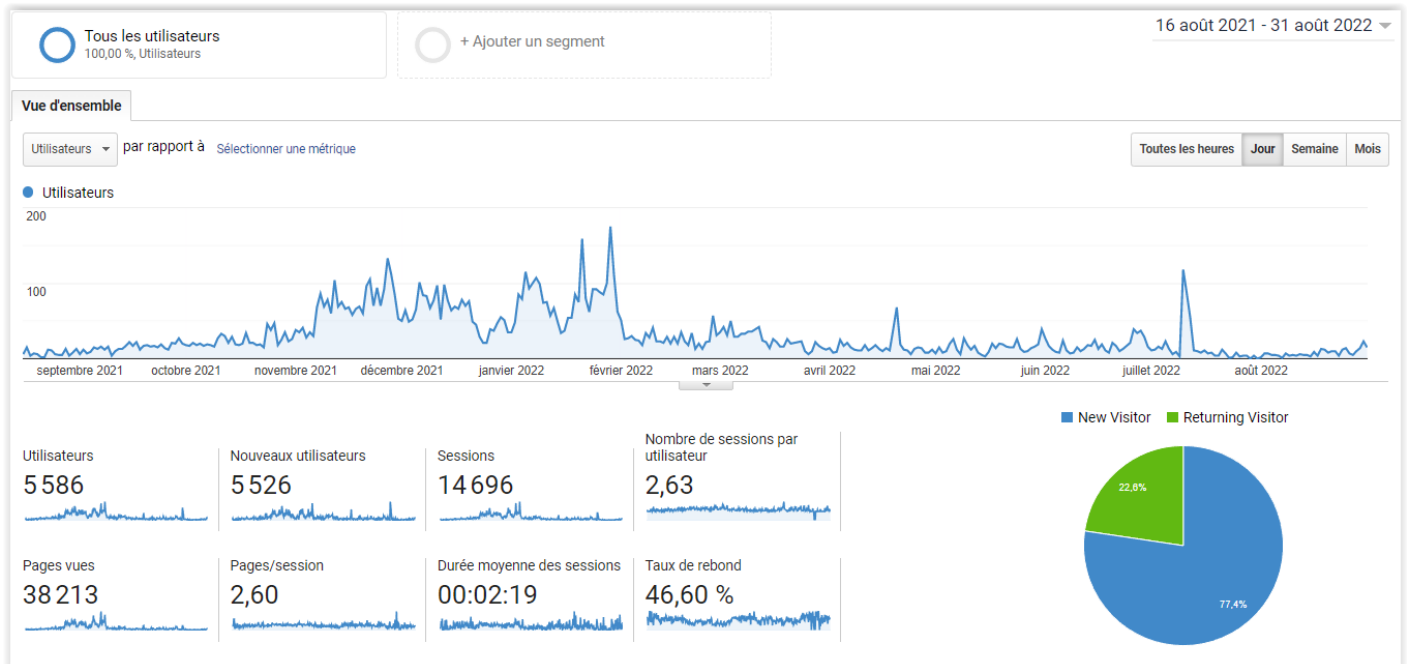 Tous les utilisateurs
100,00 %, Utilisateurs
+ Ajouter un segment
16 août 2021 - 31 août 2022
Vue d'ensemble
Utilisateurs par rapport à Sélectionner une métrique
Toutes les heures Jour Semaine Mois
Utilisateurs
200
100
septembre 2021 octobre 2021 novembre 2021 décembre 2021 janvier 2022 février 2022 mars 2022 avril 2022 mai 2022 juin 2022 juillet 2022 août 2022
New Visitor Returning Visitor
Utilisateurs
5 586
Nouveaux utilisateurs
5 526
Sessions
14 696
Nombre de sessions par
utilisateur
2,63
Pages vues
38 213
Pages/session
2,60
Durée moyenne des sessions
00:02:19
Taux de rebond
46,60 %
22,6%
77,4%